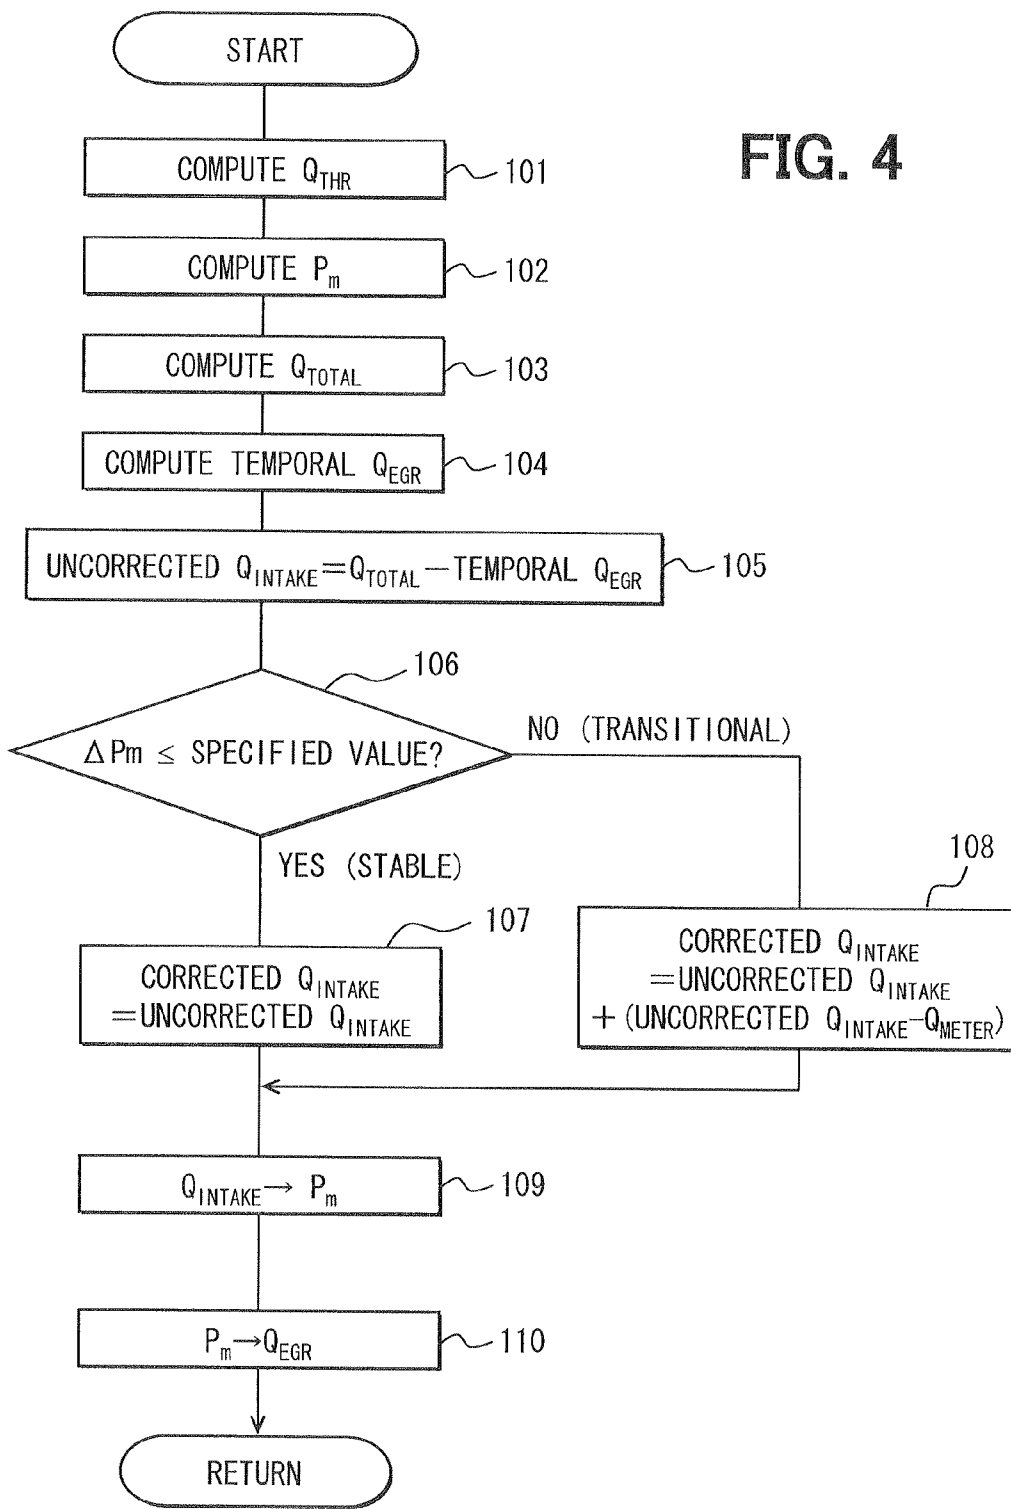 START
FIG. 4
COMPUTE Q_THR
101
COMPUTE P_m
102
COMPUTE Q_TOTAL
103
COMPUTE TEMPORAL Q_EGR
104
UNCORRECTED Q_INTAKE=Q_TOTAL-TEMPORAL Q_EGR
105
106
ΔPm ≤ SPECIFIED VALUE?
NO (TRANSITIONAL)
YES (STABLE)
107
CORRECTED Q_INTAKE
=UNCORRECTED Q_INTAKE
108
CORRECTED Q_INTAKE
=UNCORRECTED Q_INTAKE
+(UNCORRECTED Q_INTAKE-Q_METER)
Q_INTAKE→ P_m
109
P_m→Q_EGR
110
RETURN